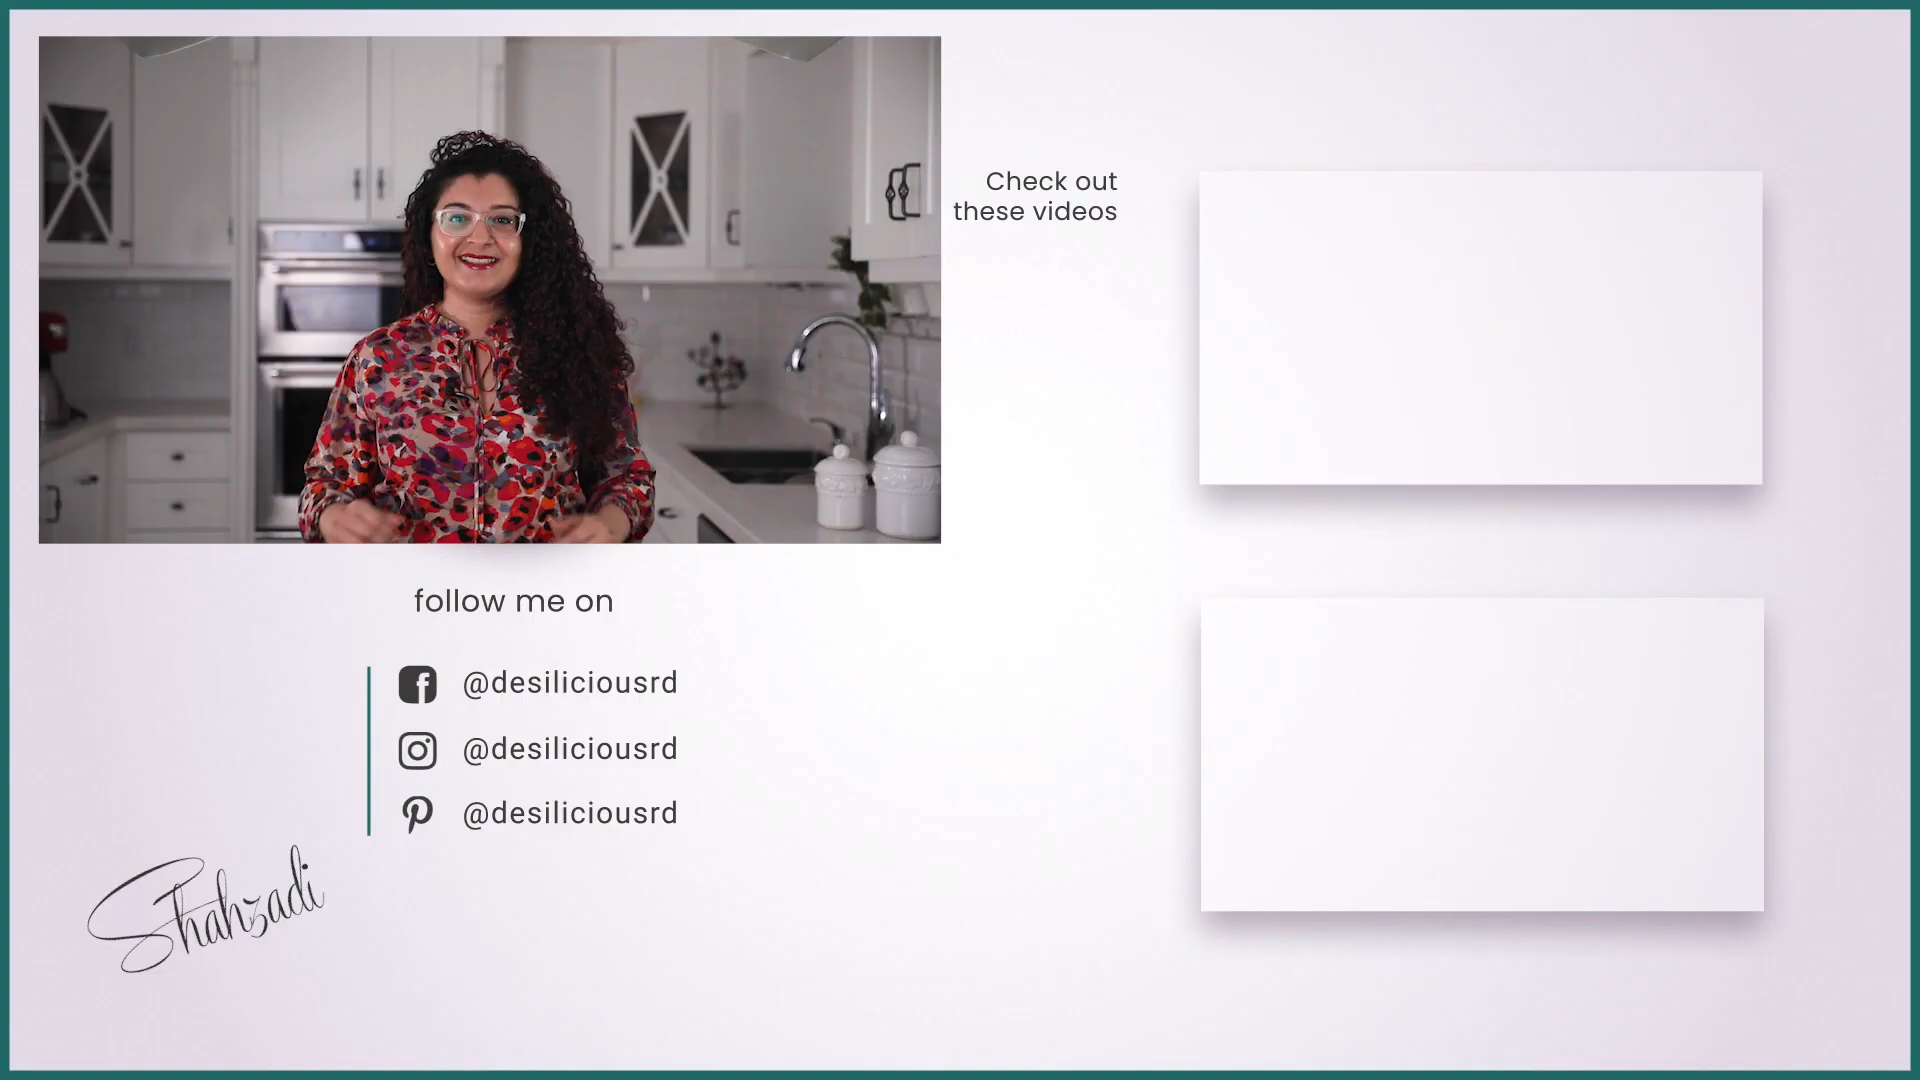 Check out
these videos
follow me on
@desiliciousrd
@desiliciousrd
@desiliciousrd
Shahzadi